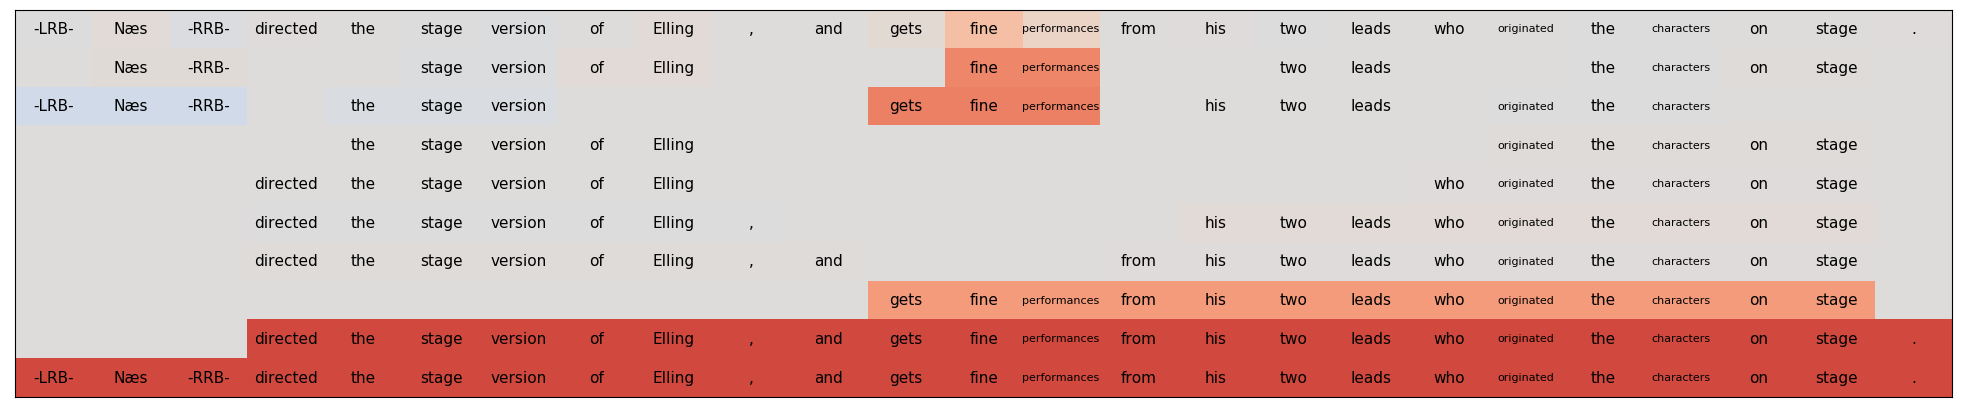 -LRB- Næs -RRB- directed the stage version of Elling , and gets fine performances from his two leads who originated the characters on stage .
Næs -RRB- stage version of Elling fine performances two leads the characters on stage
-LRB- Næs -RRB- the stage version gets fine performances his two leads originated the characters
the stage version of Elling originated the characters on stage
directed the stage version of Elling who originated the characters on stage
directed the stage version of Elling , his two leads who originated the characters on stage
directed the stage version of Elling , and from his two leads who originated the characters on stage
gets fine performances from his two leads who originated the characters on stage
directed the stage version of Elling , and gets fine performances from his two leads who originated the characters on stage .
-LRB- Næs -RRB- directed the stage version of Elling , and gets fine performances from his two leads who originated the characters on stage .